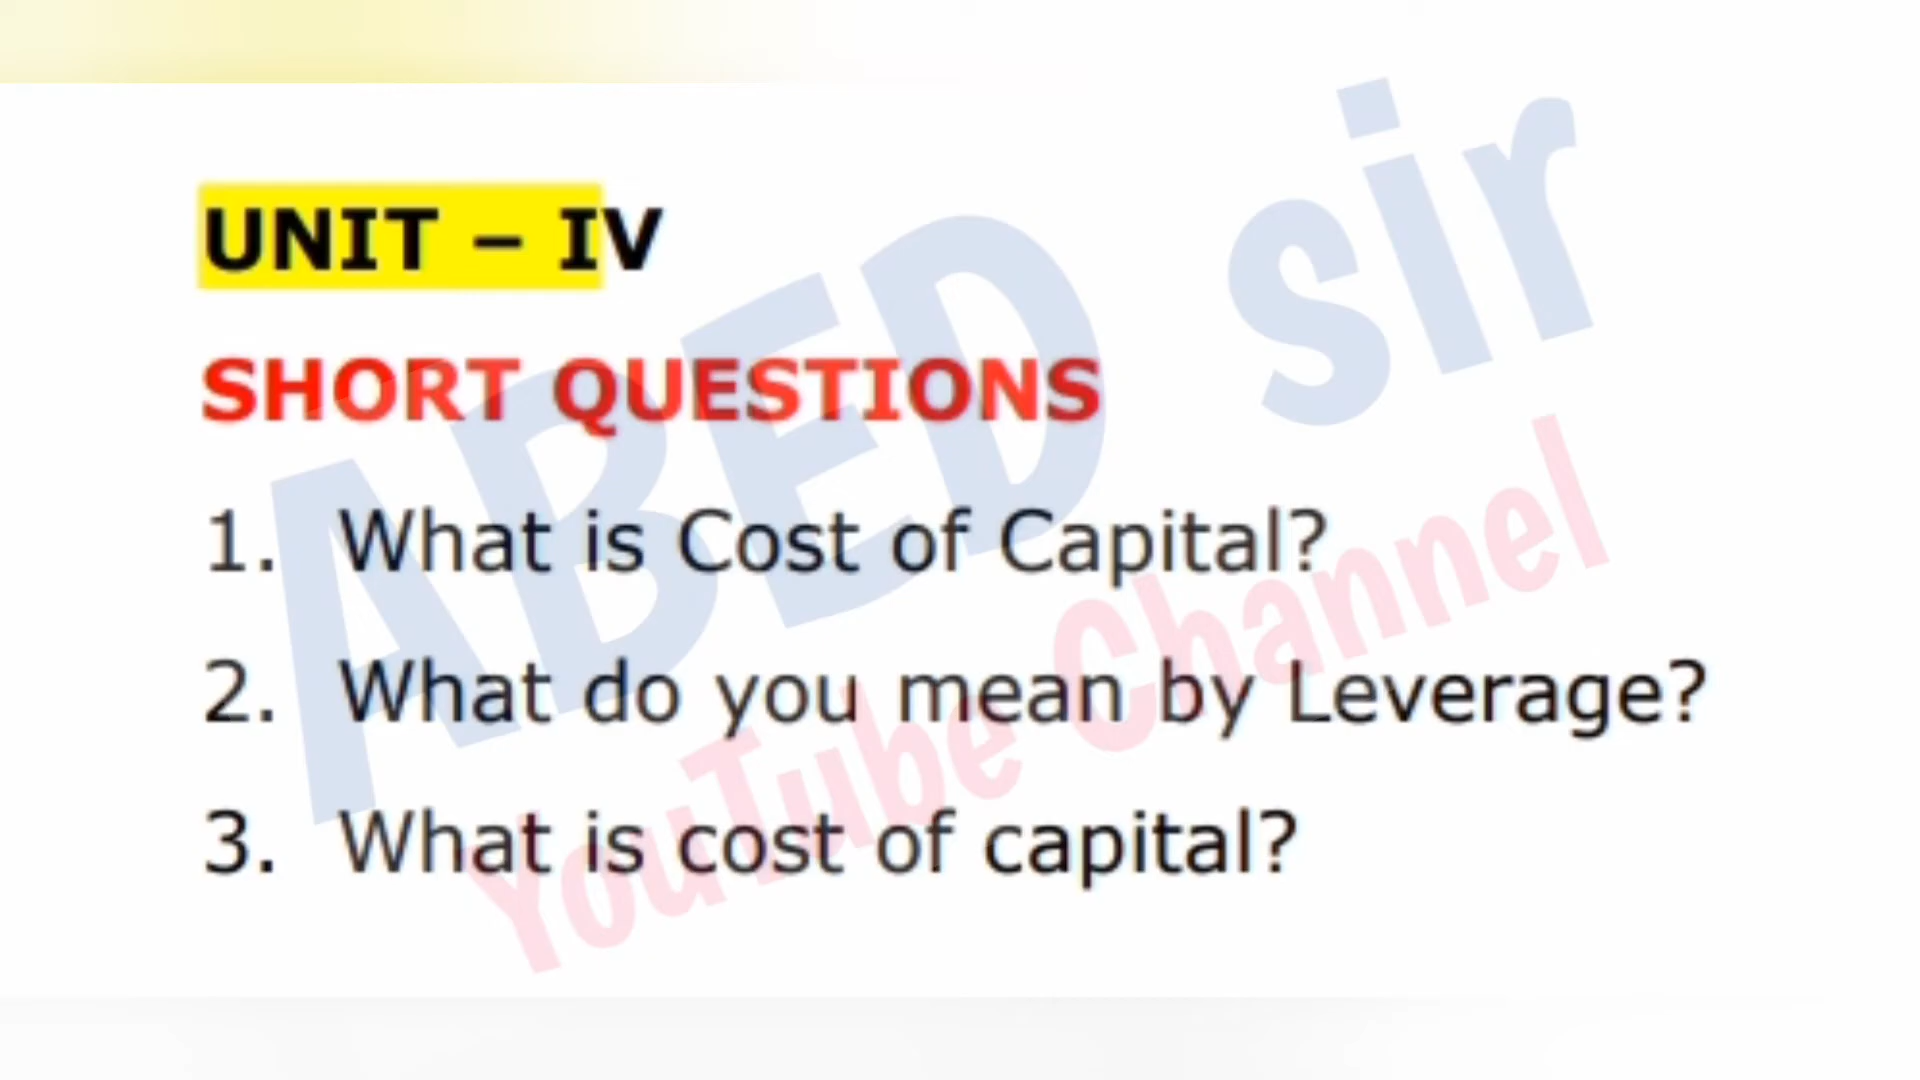 UNIT – IV
SHORT QUESTIONS
1. What is Cost of Capital?
2. What do you mean by Leverage?
3. What is cost of capital?
ABED sir
YouTube Channel